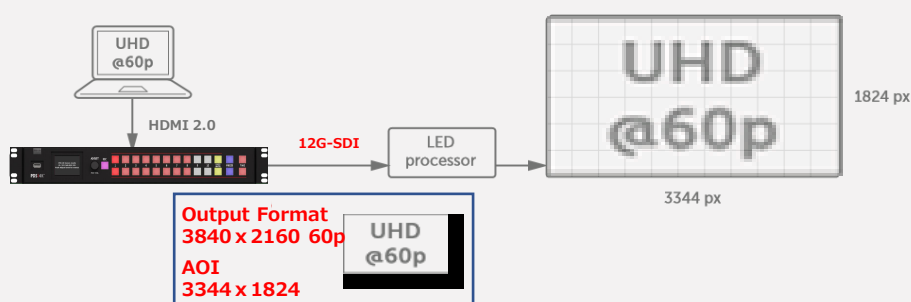 UHD
@60p
HDMI 2.0
12G-SDI
LED
processor
UHD
@60p
1824 px
3344 px
Output Format
3840 x 2160 60p
AOI
3344 x 1824
UHD
@60p